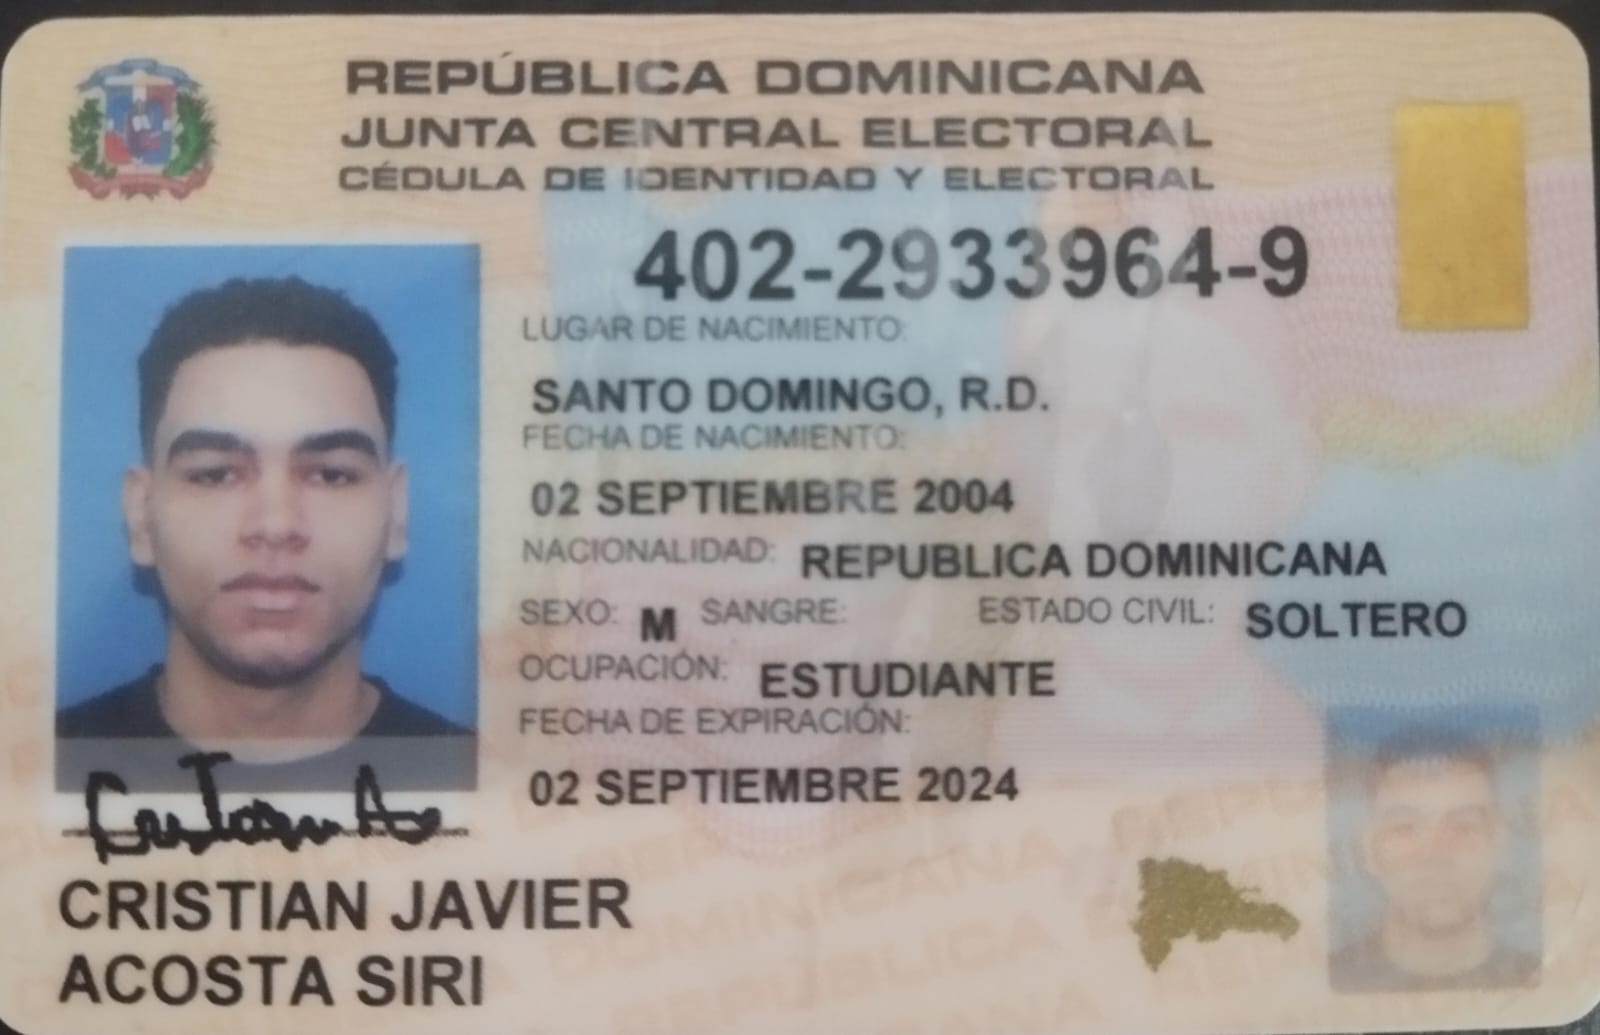 REPÚBLICA DOMINICANA
JUNTA CENTRAL ELECTORAL
CÉDULA DE IDENTIDAD Y ELECTORAL
402-2933964-9
LUGAR DE NACIMIENTO:
SANTO DOMINGO, R.D.
FECHA DE NACIMIENTO:
02 SEPTIEMBRE 2004
NACIONALIDAD: REPUBLICA DOMINICANA
SEXO: M SANGRE: ESTADO CIVIL: SOLTERO
OCUPACIÓN: ESTUDIANTE
FECHA DE EXPIRACIÓN:
02 SEPTIEMBRE 2024
CRISTIAN JAVIER
ACOSTA SIRI